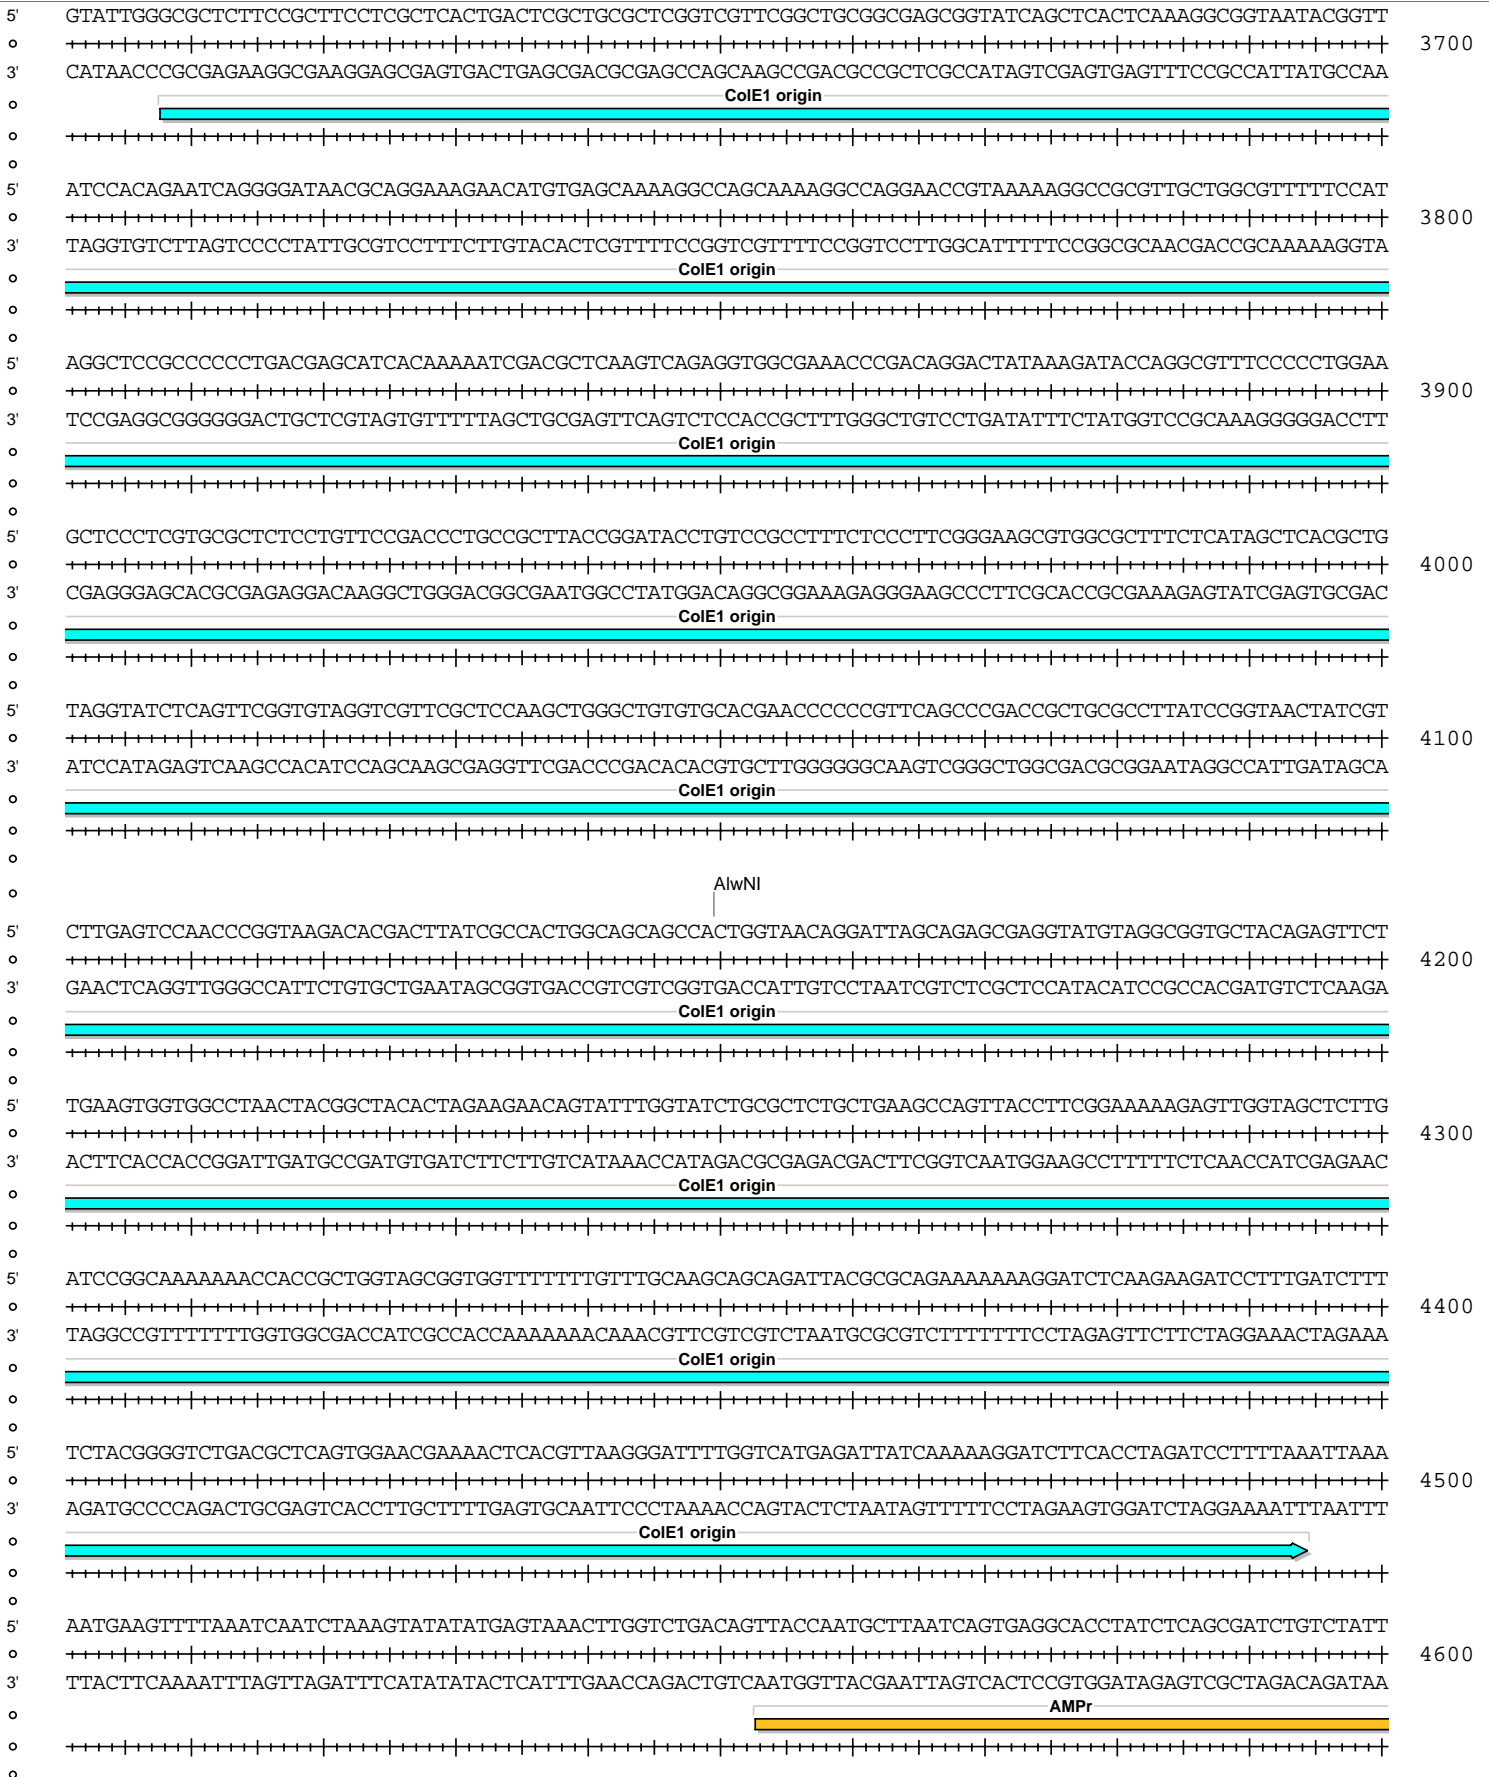 5' GTATTGGGCGCTCTTCCGCTTCCTCGCTCACTGACTCGCTGCGCTCGGTCGTTCGGCTGCGGCGAGCGGTATCAGCTCACTCAAAGGCGGTAATACGGTT
3700
3' CATAACCCGCGAGAAGGCGAAGGAGCGAGTGACTGAGCGACGCGAGCCAGCAAGCCGACGCCGCTCGCCATAGTCGAGTGAGTTTCCGCCATTATGCCAA
ColE1 origin
5' ATCCACAGAATCAGGGGATAACGCAGGAAAGAACATGTGAGCAAAAGGCCAGCAAAAGGCCAGGAACCGTAAAAAGGCCGCGTTGCTGGCGTTTTTCCAT
3800
3' TAGGTGTCTTAGTCCCCTATTGCGTCCTTTCTTGTACACTCGTTTTCCGGTCGTTTTCCGGTCCTTGGCATTTTTCCGGCGCAACGACCGCAAAAAGGTA
ColE1 origin
5' AGGCTCCGCCCCCCTGACGAGCATCACAAAAATCGACGCTCAAGTCAGAGGTGGCGAAACCCGACAGGACTATAAAGATACCAGGCGTTTCCCCCTGGAA
3900
3' TCCGAGGCGGGGGGACTGCTCGTAGTGTTTTTAGCTGCGAGTTCAGTCTCCACCGCTTTGGGCTGTCCTGATATTTCTATGGTCCGCAAAGGGGGACCTT
ColE1 origin
5' GCTCCCTCGTGCGCTCTCCTGTTCCGACCCTGCCGCTTACCGGATACCTGTCCGCCTTTCTCCCTTCGGGAAGCGTGGCGCTTTCTCATAGCTCACGCTG
4000
3' CGAGGGAGCACGCGAGAGGACAAGGCTGGGACGGCGAATGGCCTATGGACAGGCGGAAAGAGGGAAGCCCTTCGCACCGCGAAAGAGTATCGAGTGCGAC
ColE1 origin
5' TAGGTATCTCAGTTCGGTGTAGGTCGTTCGCTCCAAGCTGGGCTGTGTGCACGAACCCCCCGTTCAGCCCGACCGCTGCGCCTTATCCGGTAACTATCGT
4100
3' ATCCATAGAGTCAAGCCACATCCAGCAAGCGAGGTTCGACCCGACACACGTGCTTGGGGGGCAAGTCGGGCTGGCGACGCGGAATAGGCCATTGATAGCA
ColE1 origin
AlwNI
5' CTTGAGTCCAACCCGGTAAGACACGACTTATCGCCACTGGCAGCAGCCACTGGTAACAGGATTAGCAGAGCGAGGTATGTAGGCGGTGCTACAGAGTTCT
4200
3' GAACTCAGGTTGGGCCATTCTGTGCTGAATAGCGGTGACCGTCGTCGGTGACCATTGTCCTAATCGTCTCGCTCCATACATCCGCCACGATGTCTCAAGA
ColE1 origin
5' TGAAGTGGTGGCCTAACTACGGCTACACTAGAAGAACAGTATTTGGTATCTGCGCTCTGCTGAAGCCAGTTACCTTCGGAAAAAGAGTTGGTAGCTCTTG
4300
3' ACTTCACCACCGGATTGATGCCGATGTGATCTTCTTGTCATAAACCATAGACGCGAGACGACTTCGGTCAATGGAAGCCTTTTTCTCAACCATCGAGAAC
ColE1 origin
5' ATCCGGCAAAAAAACCACCGCTGGTAGCGGTGGTTTTTTTGTTTGCAAGCAGCAGATTACGCGCAGAAAAAAAGGATCTCAAGAAGATCCTTTGATCTTT
4400
3' TAGGCCGTTTTTTTGGTGGCGACCATCGCCACCAAAAAAACAAACGTTCGTCGTCTAATGCGCGTCTTTTTTTCCTAGAGTTCTTCTAGGAAACTAGAAA
ColE1 origin
5' TCTACGGGGTCTGACGCTCAGTGGAACGAAAACTCACGTTAAGGGATTTTGGTCATGAGATTATCAAAAAGGATCTTCACCTAGATCCTTTTAAATTAAA
4500
3' AGATGCCCCAGACTGCGAGTCACCTTGCTTTTGAGTGCAATTCCCTAAAACCAGTACTCTAATAGTTTTTCCTAGAAGTGGATCTAGGAAAATTTAATTT
ColE1 origin
5' AATGAAGTTTTAAATCAATCTAAAGTATATATGAGTAAACTTGGTCTGACAGTTACCAATGCTTAATCAGTGAGGCACCTATCTCAGCGATCTGTCTATT
4600
3' TTACTTCAAAATTTAGTTAGATTTCATATATACTCATTTGAACCAGACTGTCAATGGTTACGAATTAGTCACTCCGTGGATAGAGTCGCTAGACAGATAA
AMPr